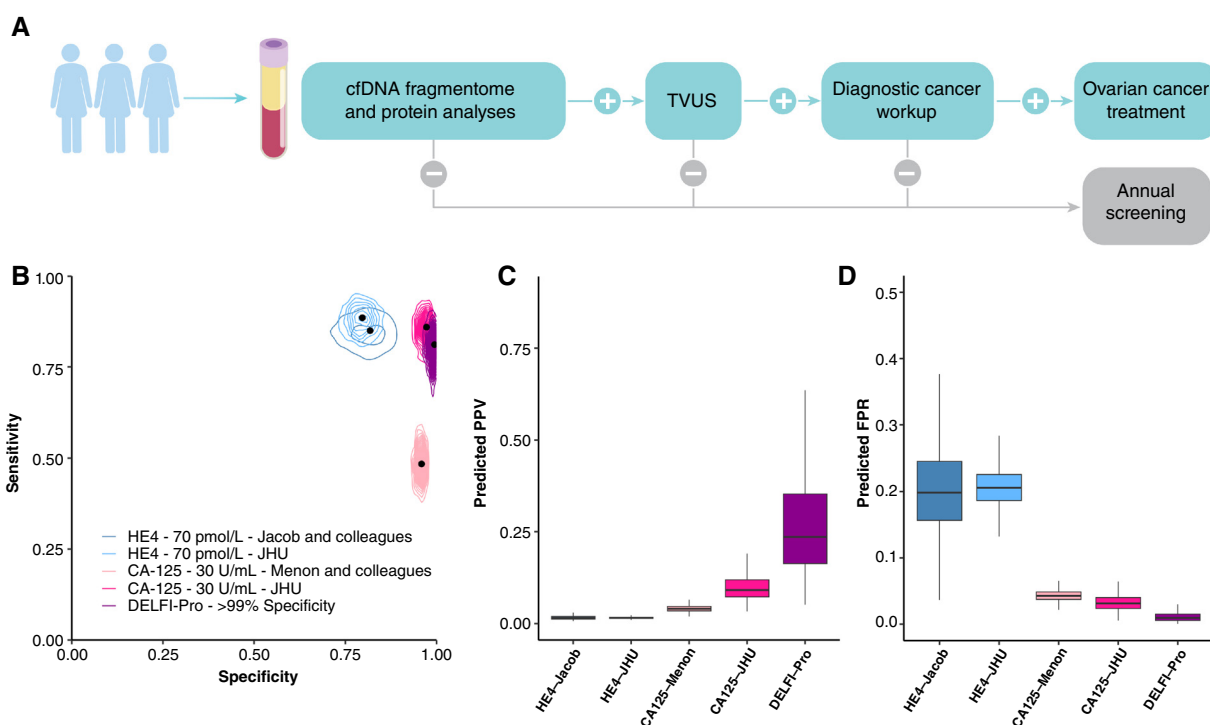 A
cfDNA fragmentome
and protein analyses
+
TVUS
+
Diagnostic cancer
workup
+
Ovarian cancer
treatment
−
−
−
Annual
screening
B
1.00
0.75
0.50
0.25
0.00
Sensitivity
HE4 - 70 pmol/L - Jacob and colleagues
HE4 - 70 pmol/L - JHU
CA-125 - 30 U/mL - Menon and colleagues
CA-125 - 30 U/mL - JHU
DELFI-Pro - >99% Specificity
0.00
0.25
0.50
0.75
1.00
Specificity
C
Predicted PPV
0.75
0.50
0.25
0.00
HE4–Jacob
HE4–JHU
CA125–Menon
CA125–JHU
DELFI–Pro
D
Predicted FPR
0.5
0.4
0.3
0.2
0.1
0.0
HE4–Jacob
HE4–JHU
CA125–Menon
CA125–JHU
DELFI–Pro